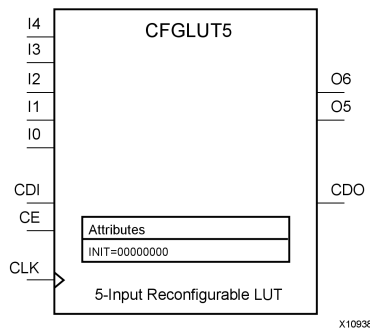 CFGLUT5
I4
I3
I2
I1
I0
O6
O5
CDI
CDO
CE
CLK
Attributes
INIT=00000000
5-Input Reconfigurable LUT
X10938